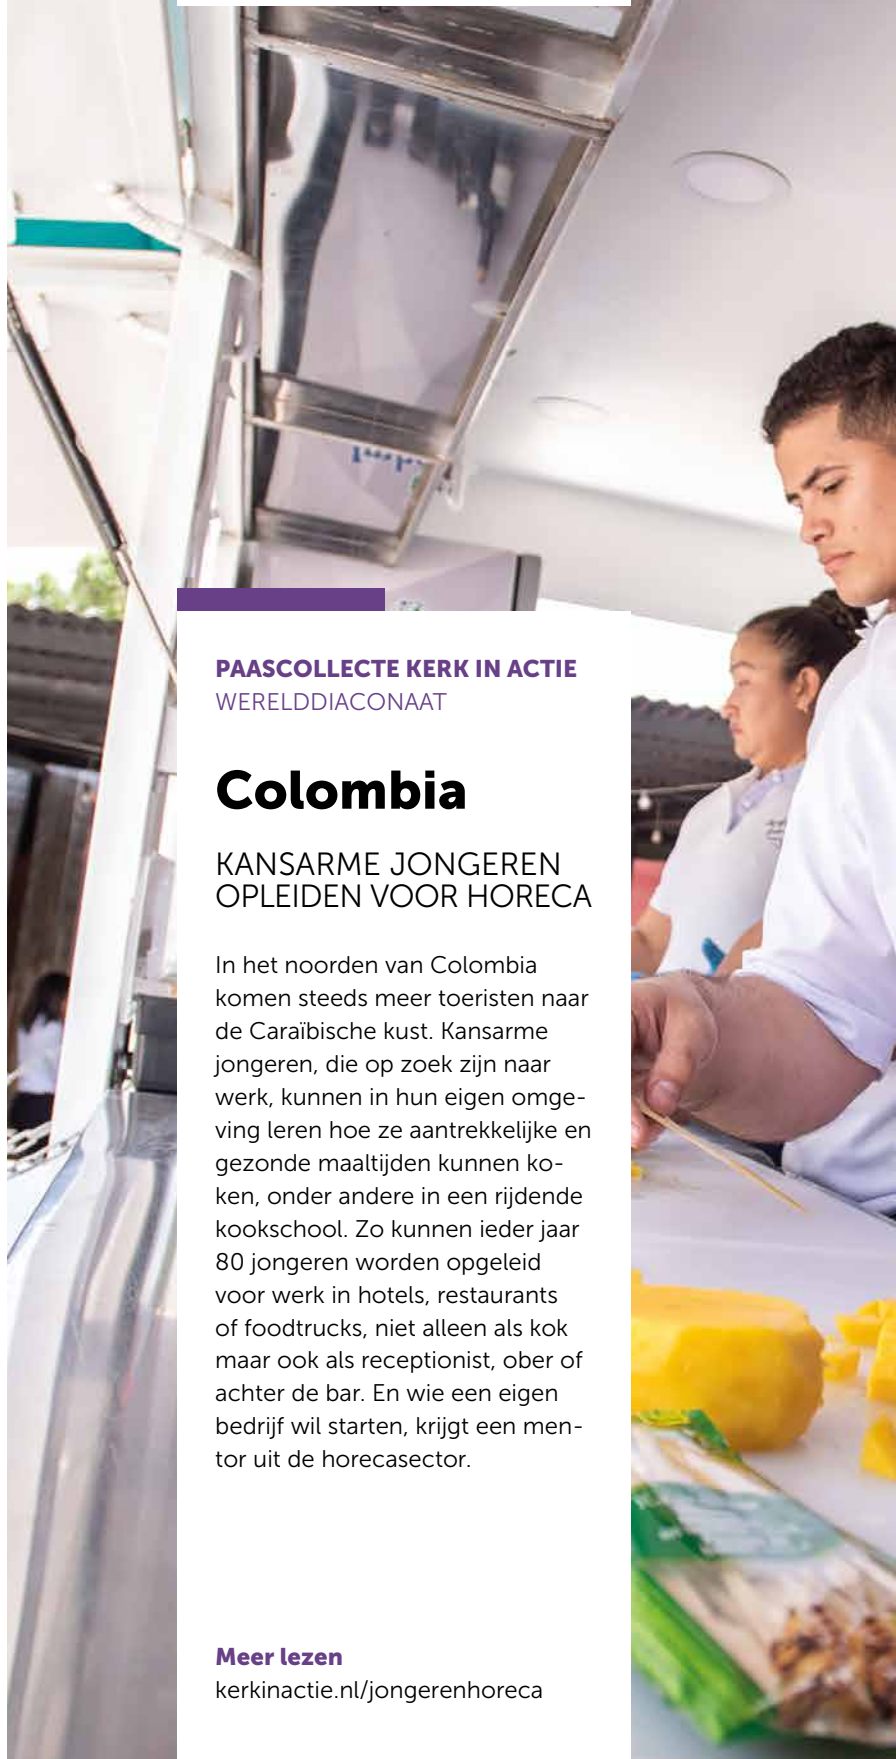 PAASCOLLECTE KERK IN ACTIE
WERELDDIACONAAT
Colombia
KANSARME JONGEREN
OPLEIDEN VOOR HORECA
In het noorden van Colombia
komen steeds meer toeristen naar
de Caraïbische kust. Kansarme
jongeren, die op zoek zijn naar
werk, kunnen in hun eigen omge-
ving leren hoe ze aantrekkelijke en
gezonde maaltijden kunnen ko-
ken, onder andere in een rijdende
kookschool. Zo kunnen ieder jaar
80 jongeren worden opgeleid
voor werk in hotels, restaurants
of foodtrucks, niet alleen als kok
maar ook als receptionist, ober of
achter de bar. En wie een eigen
bedrijf wil starten, krijgt een men-
tor uit de horecasector.
Meer lezen
kerkinactie.nl/jongerenhoreca